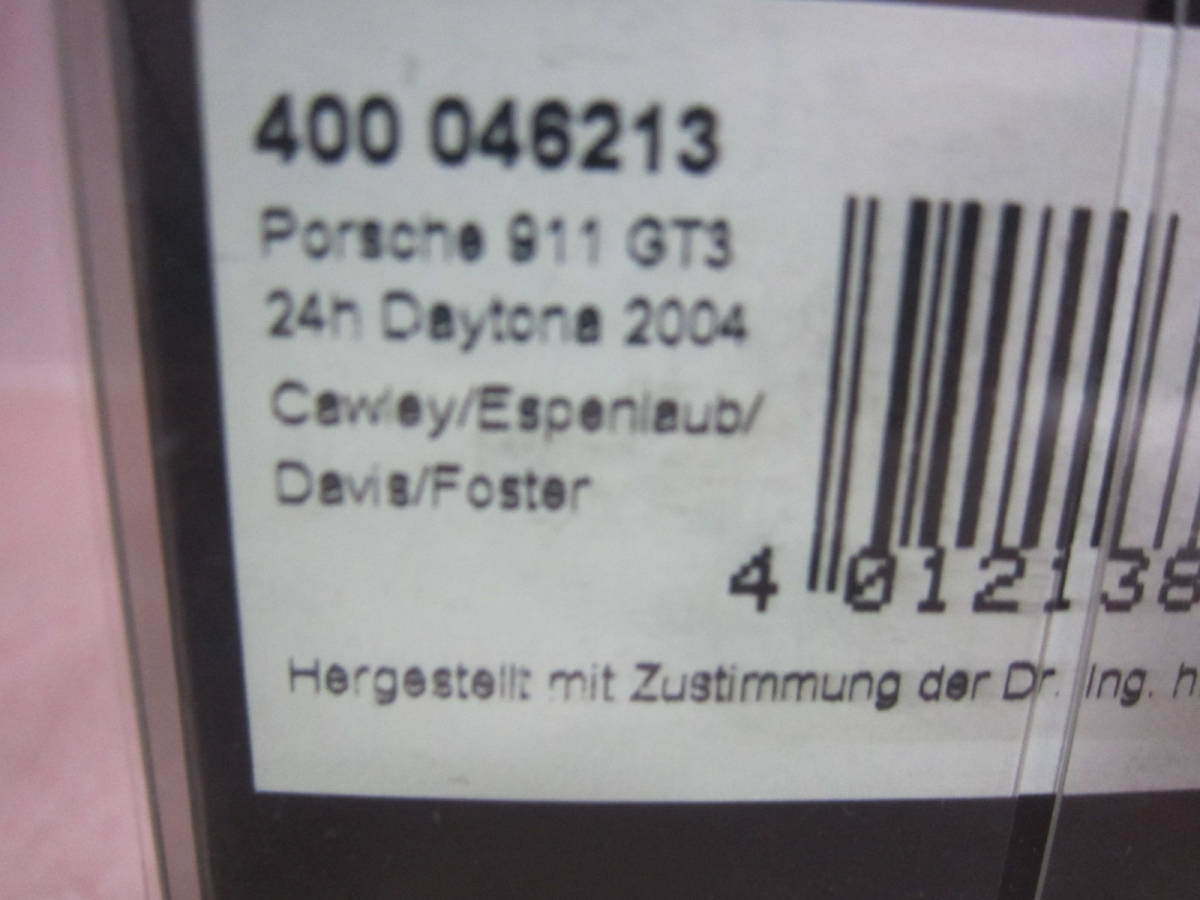 400 046213
Porsche 911 GT3
24h Daytona 2004
Cawley/Espenlaub/
Davis/Foster
4 012138
Hergestellt mit Zustimmung der Dr. Ing. h